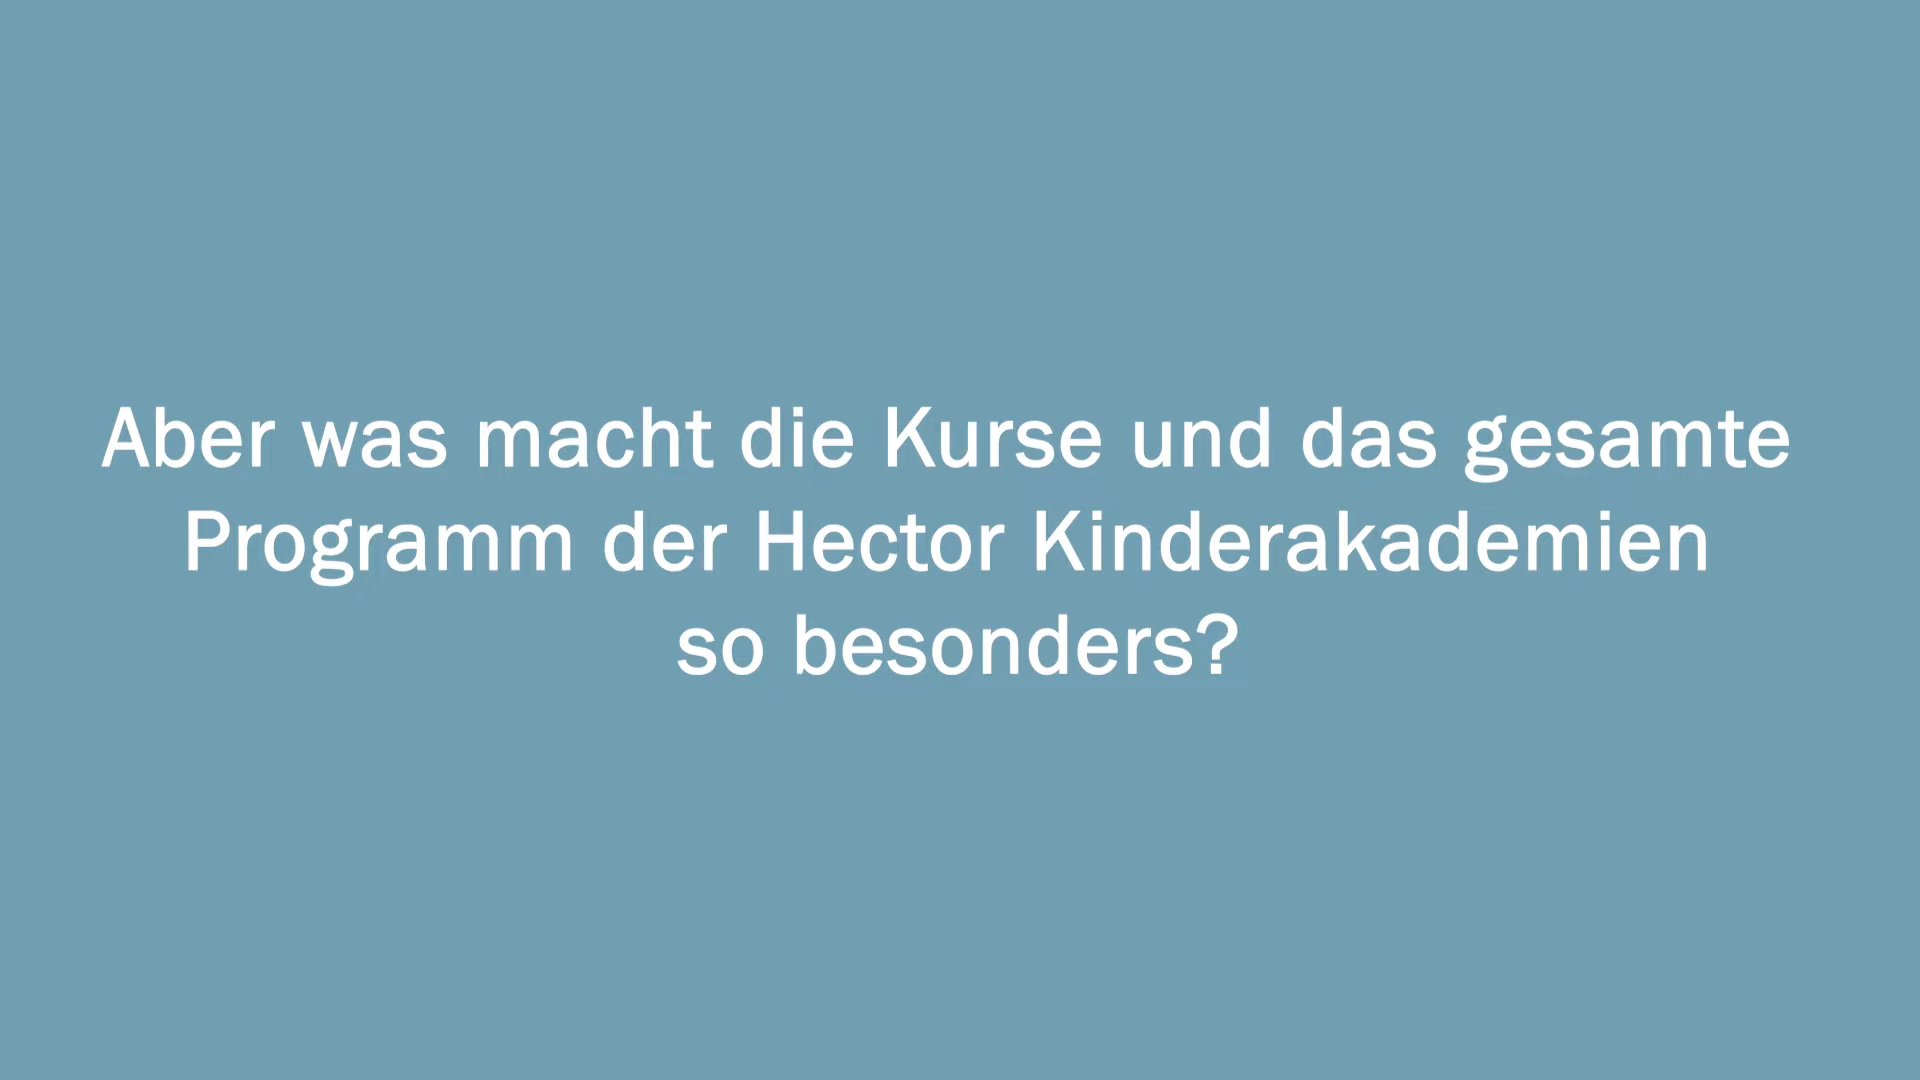 Aber was macht die Kurse und das gesamte
Programm der Hector Kinderakademien
so besonders?